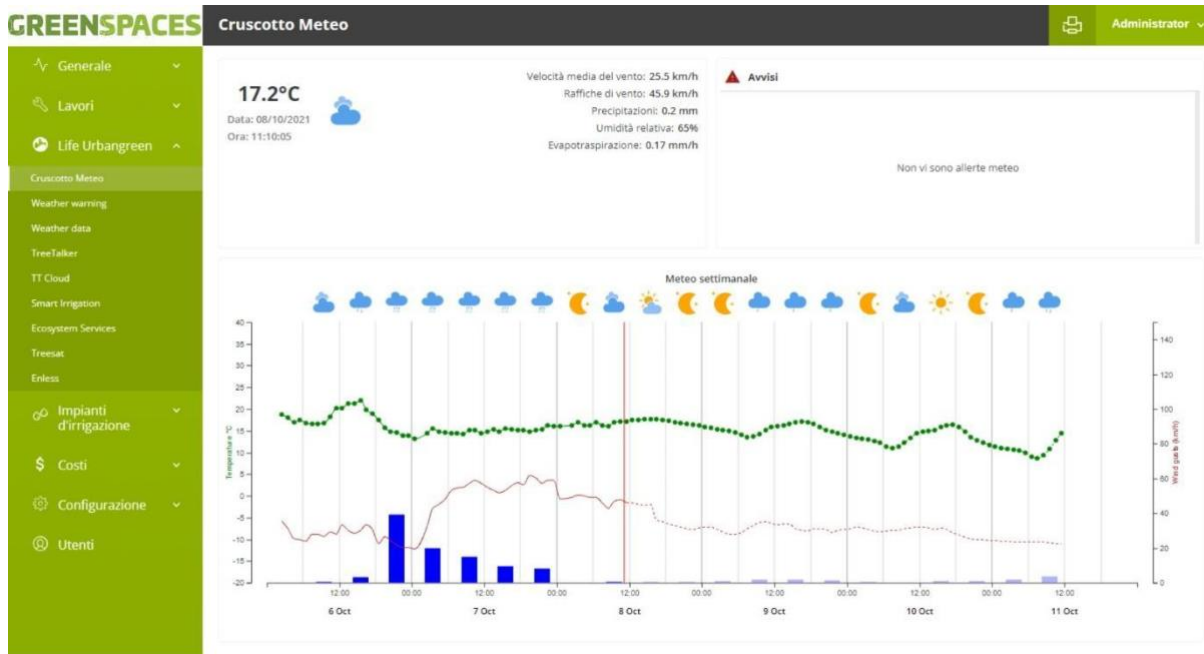 GREENSPACES
Cruscotto Meteo
Administrator
Generale
Lavori
Life Urbangreen
Cruscotto Meteo
Weather warning
Weather data
TreeTalker
TT Cloud
Smart Irrigation
Ecosystem Services
Treesat
Enless
Impianti
d'irrigazione
Costi
Configurazione
Utenti
17.2°C
Data: 08/10/2021
Ora: 11:10:05
Velocità media del vento: 25.5 km/h
Raffiche di vento: 45.9 km/h
Precipitazioni: 0.2 mm
Umidità relativa: 65%
Evapotraspirazione: 0.17 mm/h
Avvisi
Non vi sono allerte meteo
Meteo settimanale
Temperature °C
40
35
30
25
20
15
10
5
0
-5
-10
-15
-20
140
120
100
80
60
40
20
0
Wind gusts (km/h)
12:00 00:00 12:00 00:00 12:00 00:00 12:00 00:00 12:00 00:00 12:00
6 Oct 7 Oct 8 Oct 9 Oct 10 Oct 11 Oct